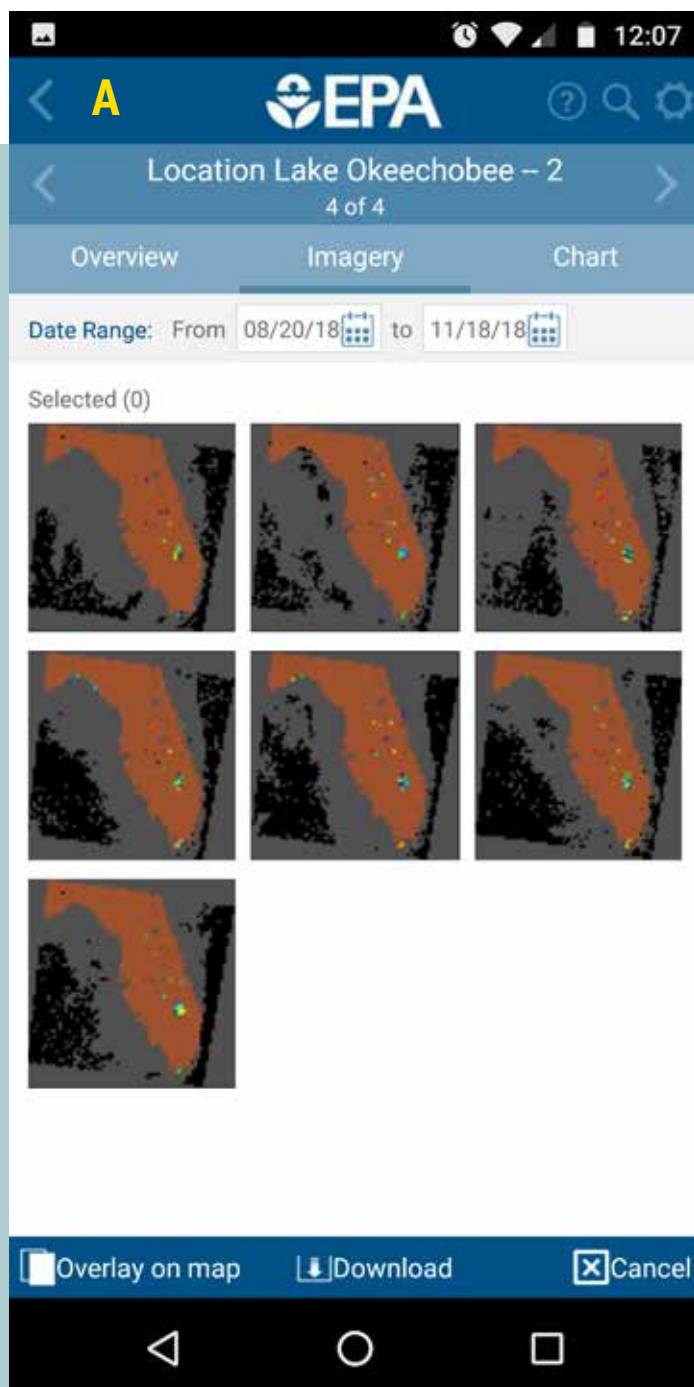 12:07
A
EPA
?
Location Lake Okeechobee – 2
4 of 4
Overview Imagery Chart
Date Range: From 08/20/18 to 11/18/18
Selected (0)
Overlay on map Download Cancel